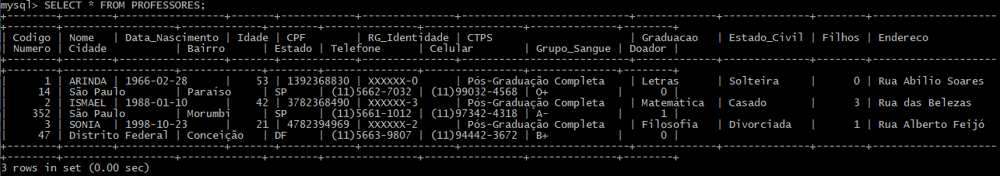 mysql> SELECT * FROM PROFESSORES;
| Codigo | Nome | Data_Nascimento | Idade | CPF | RG_Identidade | CTPS | Graduacao | Estado_Civil | Filhos | Endereco
| Numero | Cidade | Bairro | Estado | Telefone | Celular | Grupo_Sangue | Doador |
| 1 | ARINDA | 1966-02-28 | 53 | 1392368830 | XXXXXX-0 | Pós-Graduação Completa | Letras | Solteira | 0 | Rua Abilio Soares
| 14 | São Paulo | Paraíso | SP | (11)5662-7032 | (11)99032-4568 | O+ | 0 |
| 2 | ISMAEL | 1988-01-10 | 42 | 3782368490 | XXXXXX-3 | Pós-Graduação Completa | Matemática | Casado | 3 | Rua das Belezas
| 352 | São Paulo | Morumbi | SP | (11)5661-1012 | (11)97342-4318 | A- | 1 |
| 3 | SONIA | 1998-10-23 | 21 | 4782394969 | XXXXXX-2 | Pós-Graduação Completa | Filosofia | Divorciada | 1 | Rua Alberto Feijó
| 47 | Distrito Federal | Conceição | DF | (11)5663-9807 | (11)94442-3672 | B+ | 0 |
3 rows in set (0.00 sec)